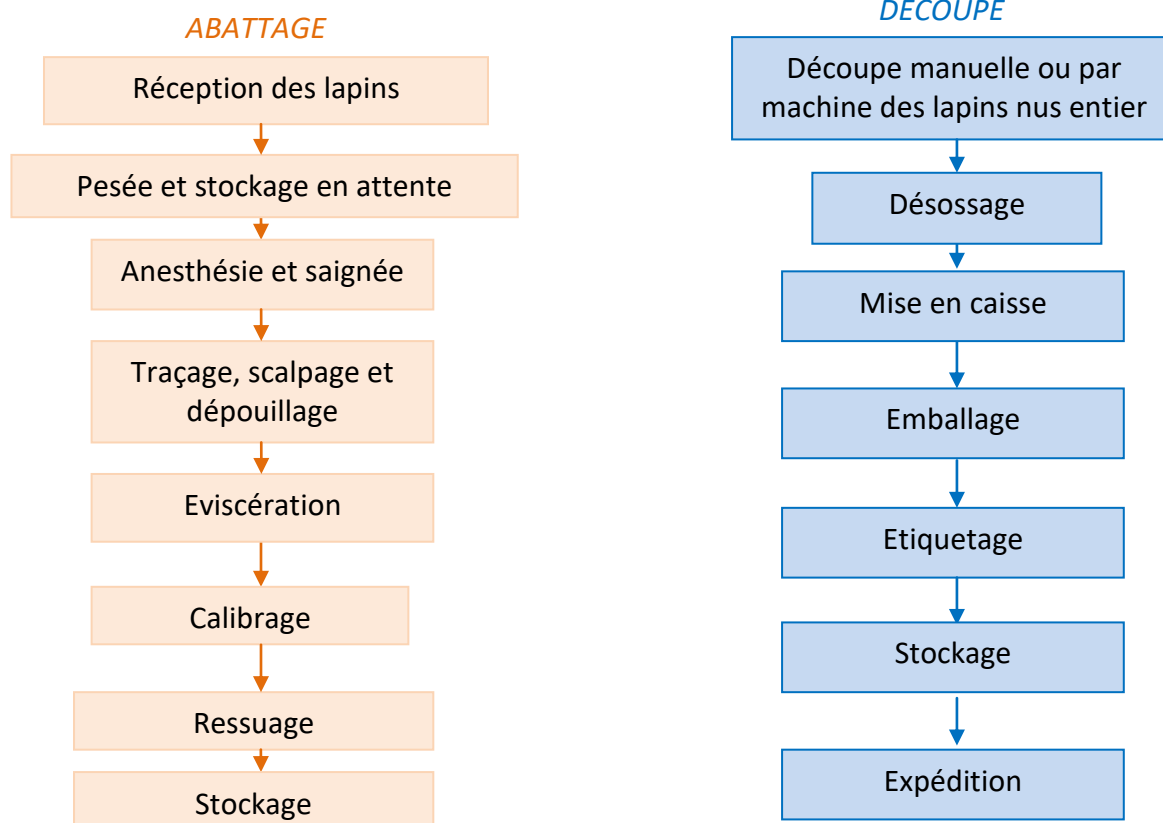 ABATTAGE
Réception des lapins
Pesée et stockage en attente
Anesthésie et saignée
Traçage, scalpage et
dépouillage
Eviscération
Calibrage
Ressuage
Stockage
DECOUPE
Découpe manuelle ou par
machine des lapins nus entier
Désossage
Mise en caisse
Emballage
Etiquetage
Stockage
Expédition